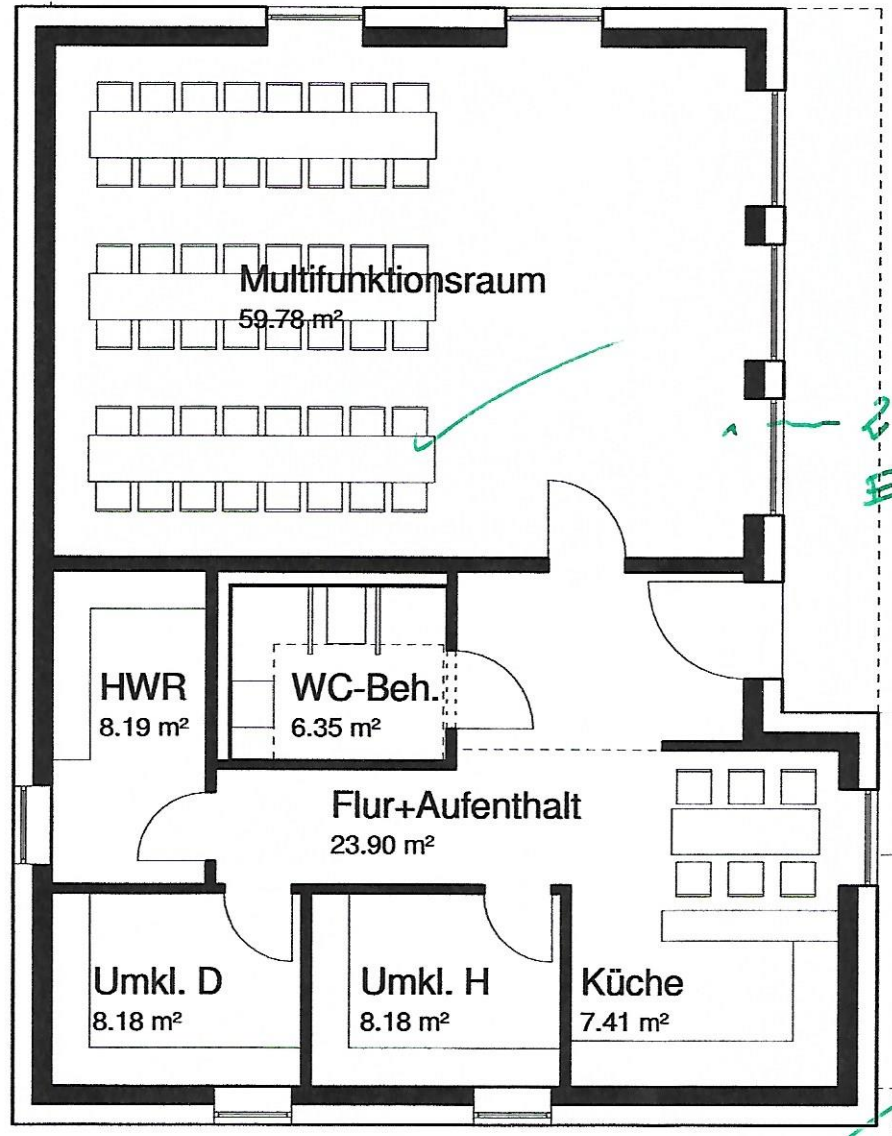 Multifunktionsraum
59.78 m²
HWR
8.19 m²
WC-Beh.
6.35 m²
Flur+Aufenthalt
23.90 m²
Umkl. D
8.18 m²
Umkl. H
8.18 m²
Küche
7.41 m²